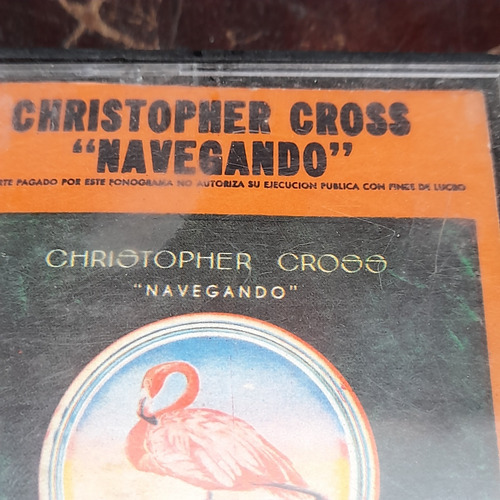 CHRISTOPHER CROSS
"NAVEGANDO"
RTE PAGADO POR ESTE FONOGRAMA NO AUTORIZA SU EJECUCION PUBLICA CON FINES DE LUCRO
CHRISTOPHER CROSS
"NAVEGANDO"